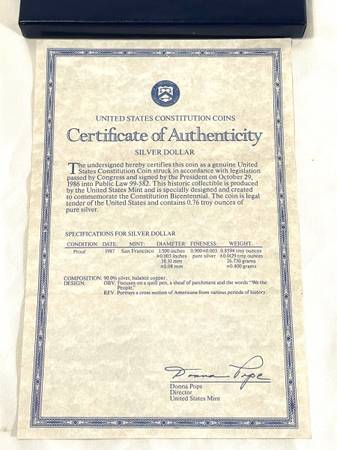 UNITED STATES CONSTITUTION COINS
Certificate of Authenticity
SILVER DOLLAR
The undersigned hereby certifies this coin as a genuine United
States Constitution Coin struck in accordance with legislation
passed by Congress and signed by the President on October 29,
1986 into Public Law 99-582. This historic collectible is produced
by the United States Mint and is specially designed and created
to commemorate the Constitution Bicentennial. The coin is legal
tender of the United States and contains 0.76 troy ounces of
pure silver.
SPECIFICATIONS FOR SILVER DOLLAR
CONDITION DATE MINT: DIAMETER FINENESS: WEIGHT:
Proof 1987 San Francisco 1.500 inches 0.900±0.003 0.8594 troy ounces
±0.003 inches pure silver ±0.0129 troy ounces
38.10 mm 26.730 grams
±0.08 mm ±0.400 grams
COMPOSITION: 90.0% silver, balance copper.
DESIGN: OBV. Focuses on a quill pen, a sheaf of parchment and the words "We the
People."
REV. Portrays a cross section of Americans from various periods of history.
Donna Pope
Donna Pope
Director
United States Mint